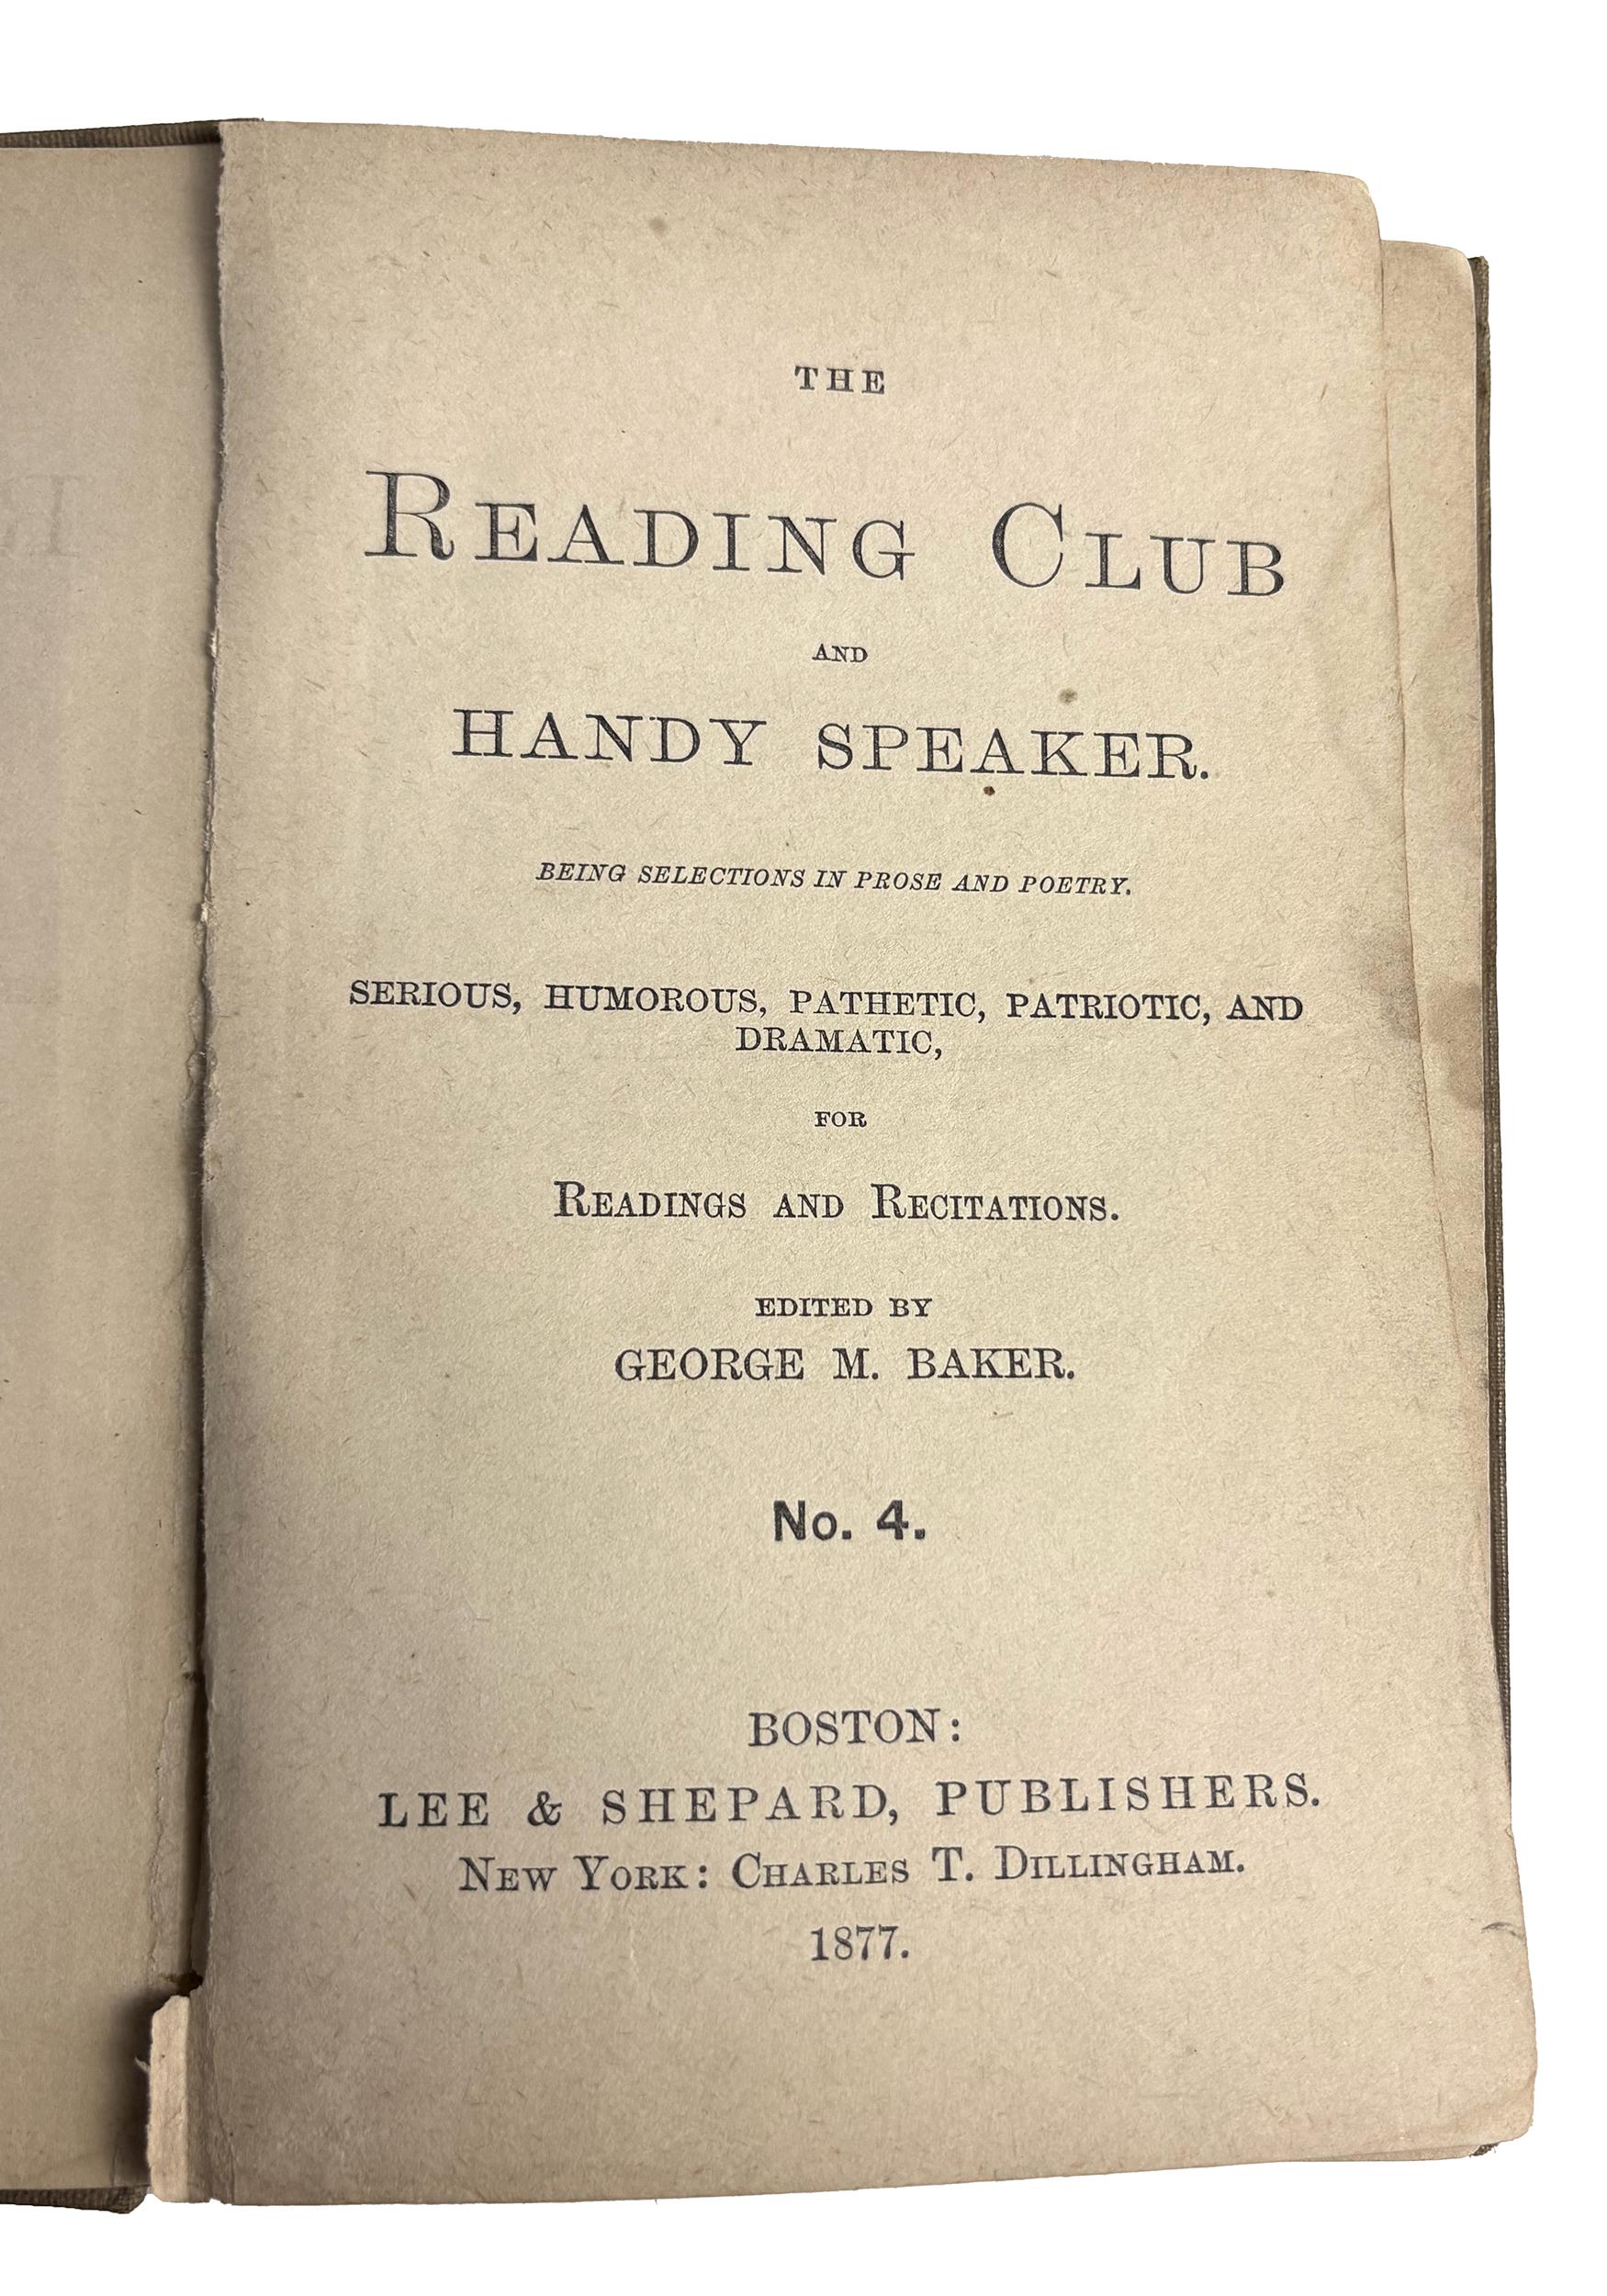 THE
READING CLUB
AND
HANDY SPEAKER.
BEING SELECTIONS IN PROSE AND POETRY.
SERIOUS, HUMOROUS, PATHETIC, PATRIOTIC, AND
DRAMATIC,
FOR
READINGS AND RECITATIONS.
EDITED BY
GEORGE M. BAKER.
No. 4.
BOSTON:
LEE & SHEPARD, PUBLISHERS.
NEW YORK: CHARLES T. DILLINGHAM.
1877.